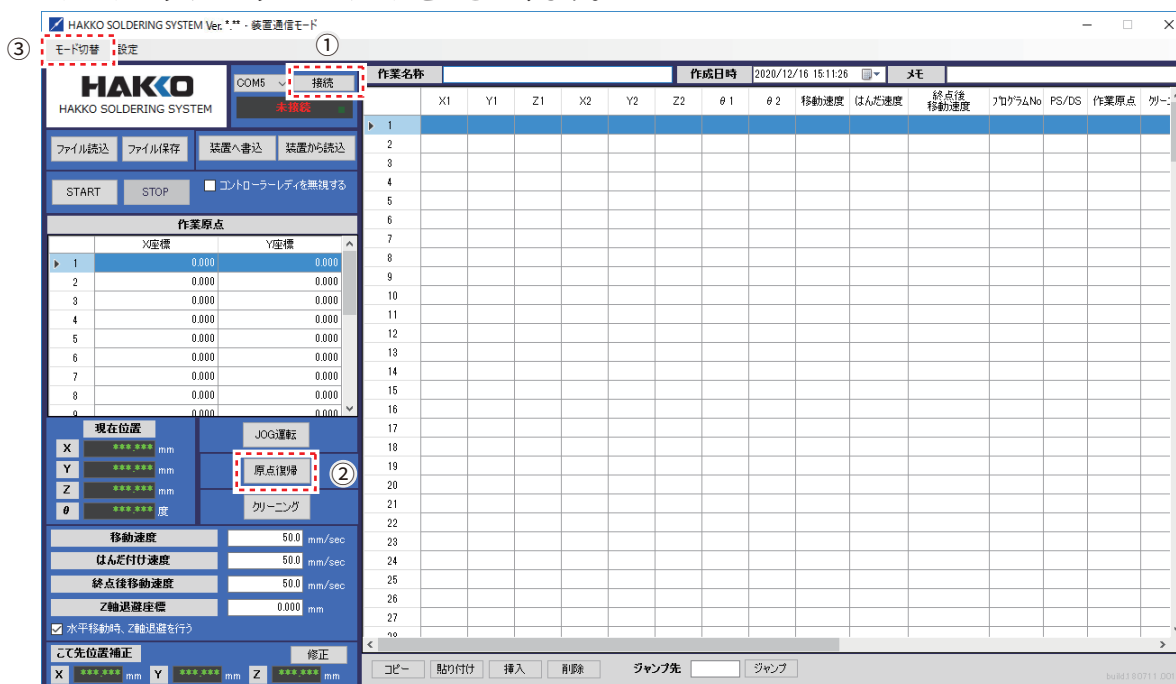 HAKKO SOLDERING SYSTEM Ver. *.** - 装置通信モード
③ モード切替 設定 ①
HAKKO
HAKKO SOLDERING SYSTEM
COM5 接続
未接続
作業名称 作成日時 2020/12/16 15:11:26 メモ
X1 Y1 Z1 X2 Y2 Z2 θ1 θ2 移動速度 はんだ速度 終点後移動速度 プログラムNo PS/DS 作業原点
ファイル読込 ファイル保存 装置へ書込 装置から読込
START STOP コントローラーレディを無視する
作業原点
X座標 Y座標
1 0.000 0.000
2 0.000 0.000
3 0.000 0.000
4 0.000 0.000
5 0.000 0.000
6 0.000 0.000
7 0.000 0.000
8 0.000 0.000
9 0.000 0.000
現在位置
X ***.*** mm
Y ***.*** mm
Z ***.*** mm
θ ***.*** 度
JOG運転
原点復帰 ②
クリーニング
移動速度 50.0 mm/sec
はんだ付け速度 50.0 mm/sec
終点後移動速度 50.0 mm/sec
Z軸退避座標 0.000 mm
水平移動時、Z軸退避を行う
こて先位置補正 修正
X ***.*** mm Y ***.*** mm Z ***.*** mm
1
2
3
4
5
6
7
8
9
10
11
12
13
14
15
16
17
18
19
20
21
22
23
24
25
26
27
28
コピー 貼り付け 挿入 削除 ジャンプ先 ジャンプ